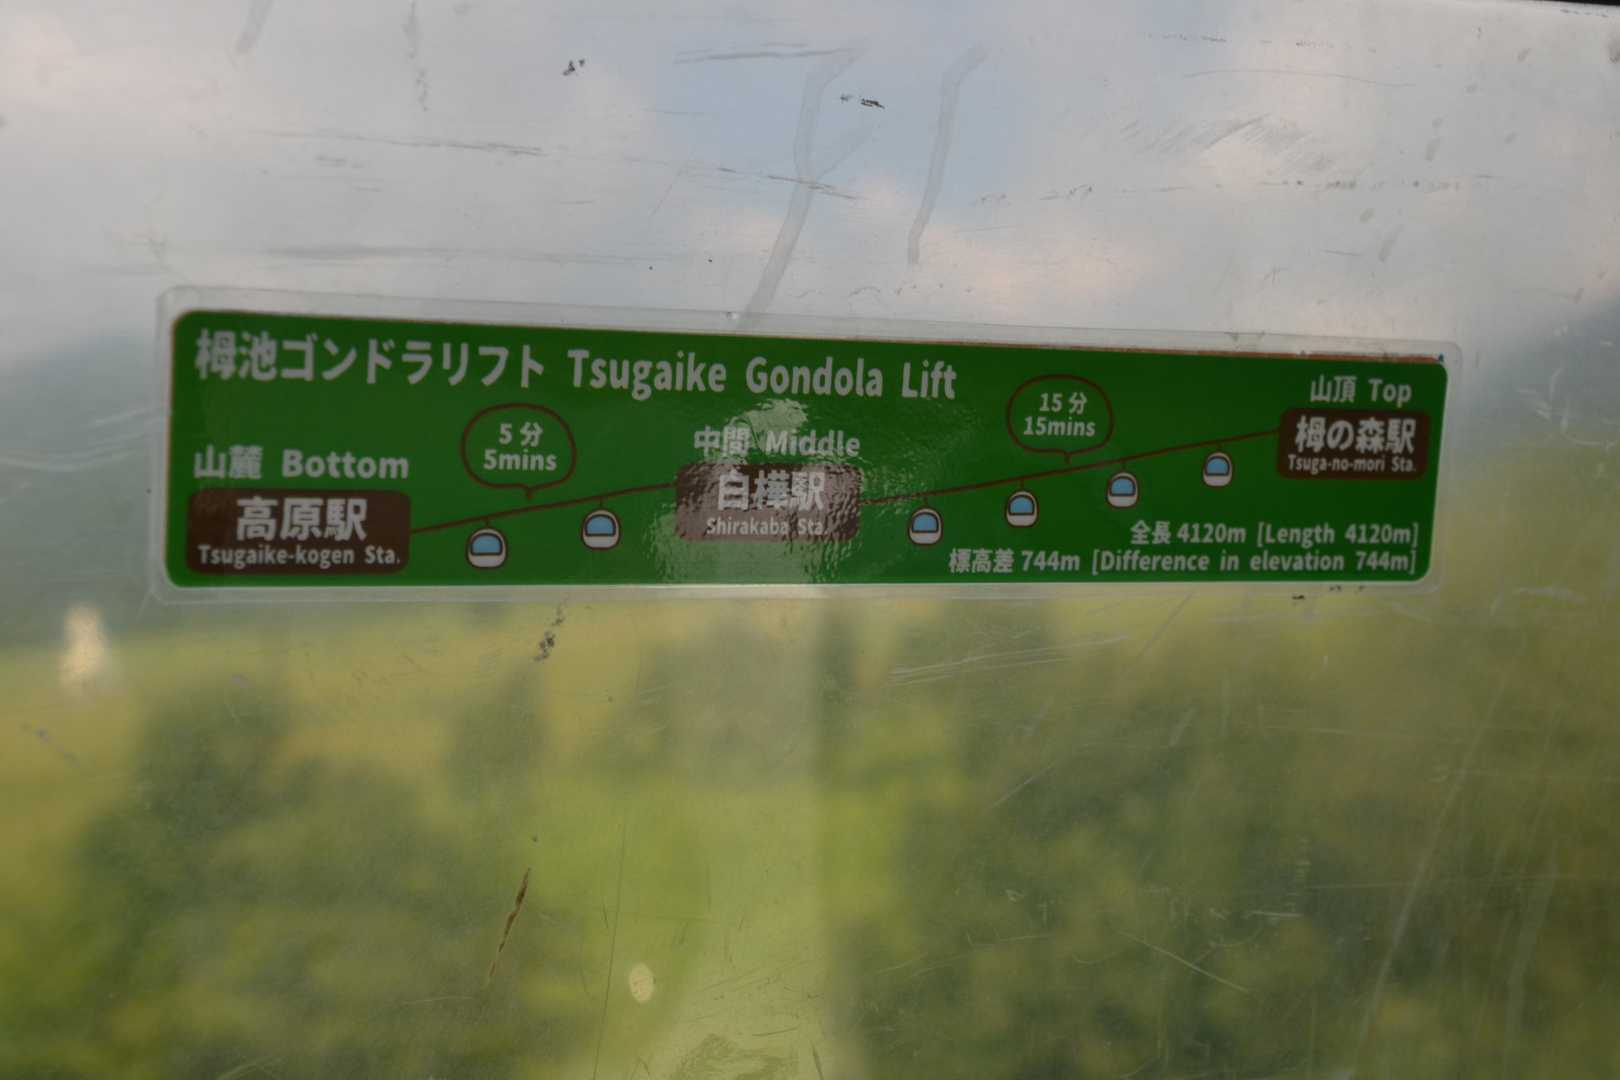 栂池ゴンドラリフト Tsugaike Gondola Lift
山麓 Bottom
高原駅
Tsugaike-kogen Sta.
5分
5mins
中間 Middle
白樺駅
Shirakaba Sta.
15分
15mins
山頂 Top
栂の森駅
Tsuga-no-mori Sta.
全長 4120m [Length 4120m]
標高差 744m [Difference in elevation 744m]